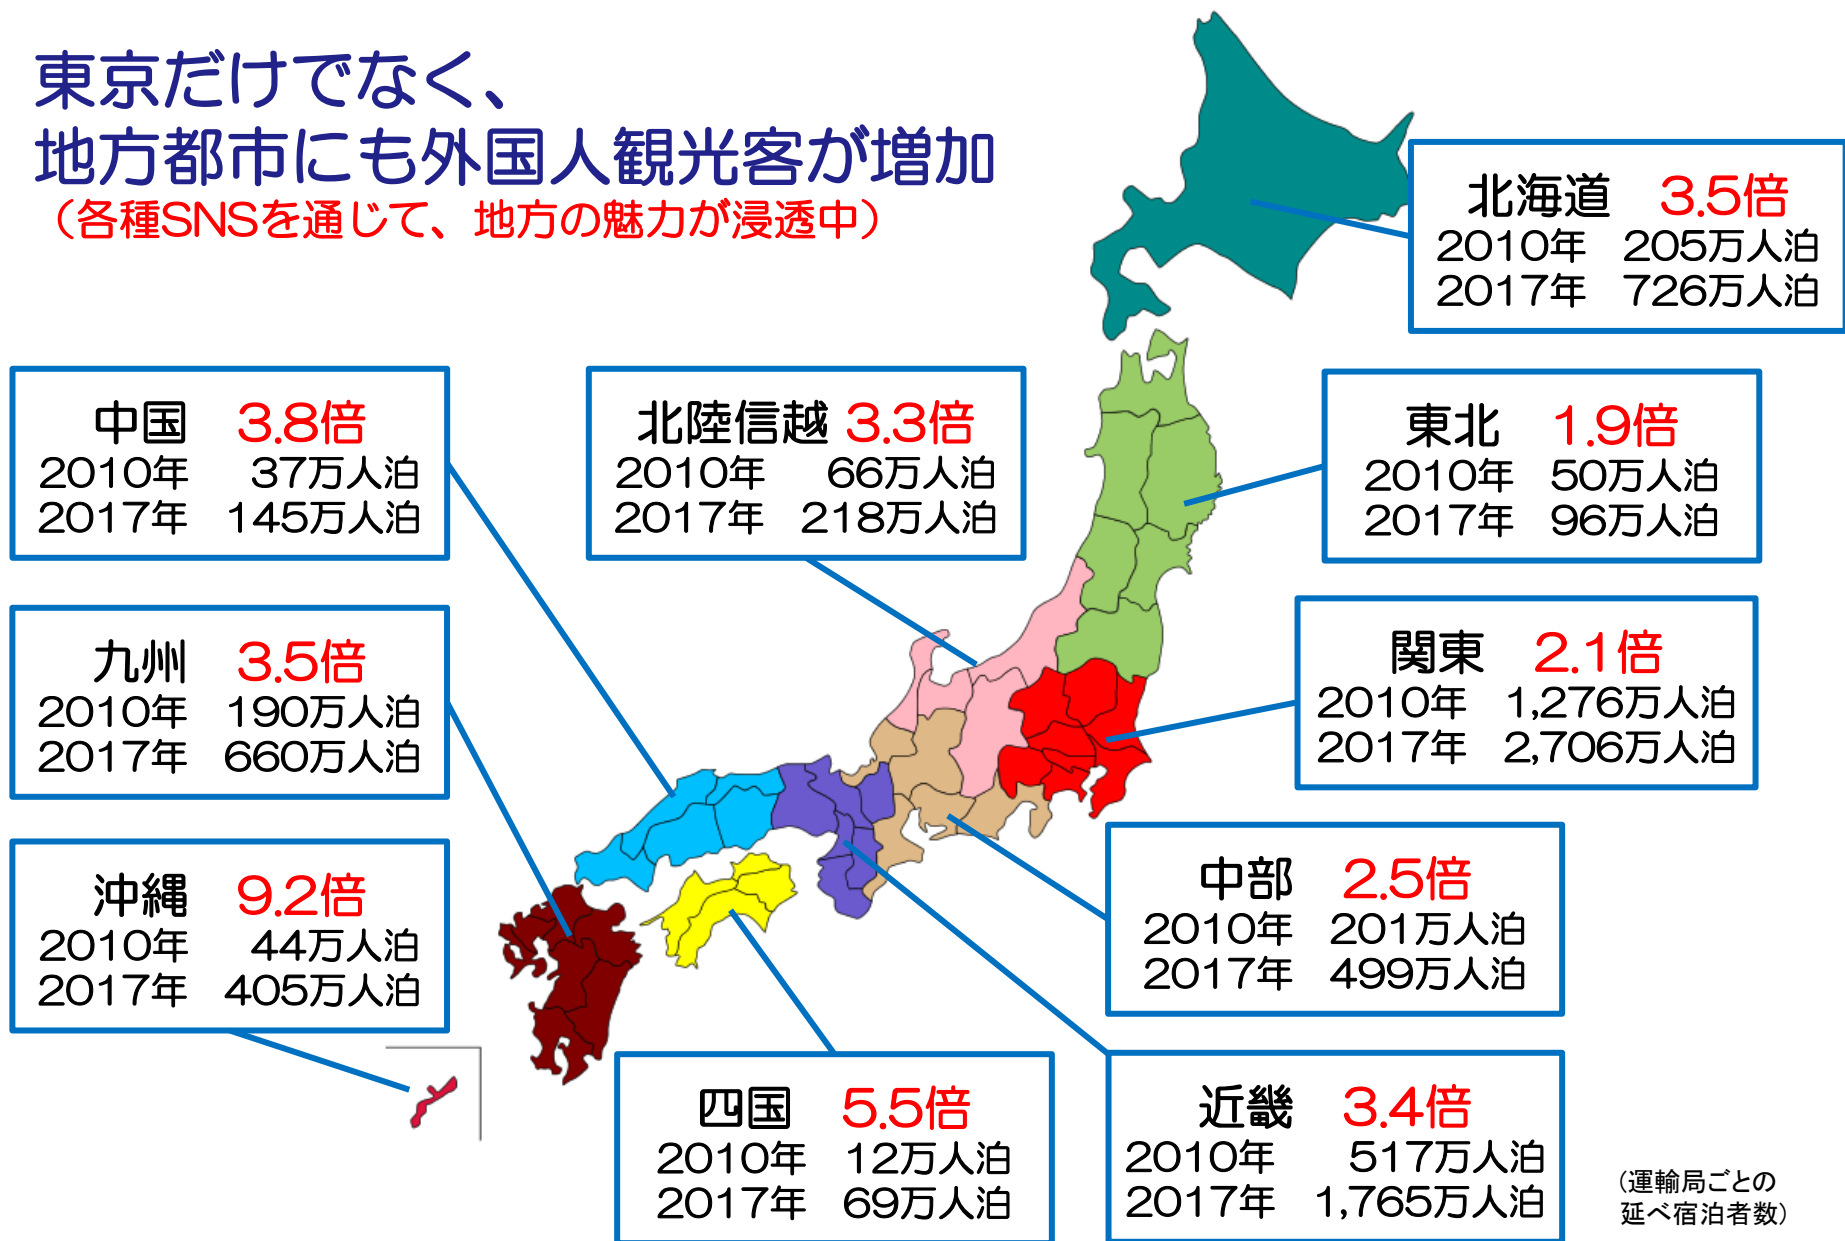 東京だけでなく、
地方都市にも外国人観光客が増加
（各種SNSを通じて、地方の魅力が浸透中）
北海道　3.5倍
2010年　205万人泊
2017年　726万人泊
中国　3.8倍
2010年　37万人泊
2017年　145万人泊
北陸信越 3.3倍
2010年　66万人泊
2017年　218万人泊
東北　1.9倍
2010年　50万人泊
2017年　96万人泊
九州　3.5倍
2010年　190万人泊
2017年　660万人泊
関東　2.1倍
2010年　1,276万人泊
2017年　2,706万人泊
沖縄　9.2倍
2010年　44万人泊
2017年　405万人泊
中部　2.5倍
2010年　201万人泊
2017年　499万人泊
四国　5.5倍
2010年　12万人泊
2017年　69万人泊
近畿　3.4倍
2010年　517万人泊
2017年　1,765万人泊
（運輸局ごとの
延べ宿泊者数）